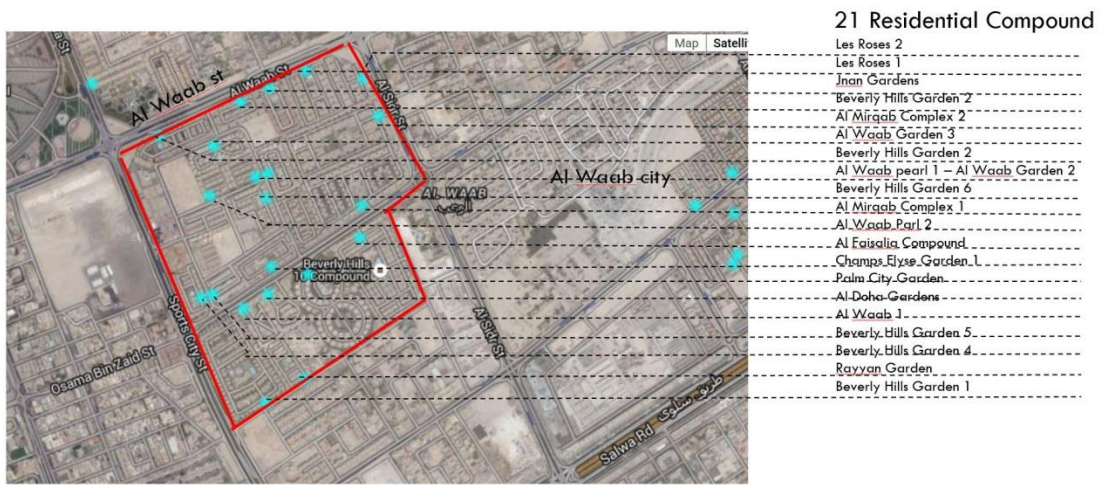 21 Residential Compound
Les Roses 2
Les Roses 1
Jnan Gardens
Beverly Hills Garden 2
Al Mirqab Complex 2
Al Waab Garden 3
Beverly Hills Garden 2
Al Waab pearl 1 – Al Waab Garden 2
Beverly Hills Garden 6
Al Mirqab Complex 1
Al Waab Parl 2
Al Faisalia Compound
Champs Elyse Garden 1
Palm City Garden
Al Doha Gardens
Al Waab 1
Beverly Hills Garden 5
Beverly Hills Garden 4
Rayyan Garden
Beverly Hills Garden 1
Map
Satelli
Al Waab st
Al Waab St
Al Sidr St
Al Waab city
AL WAAB
الوعب
Beverly Hills
10 Compound
Sports City St
Al Sidr St
Osama Bin Zaid St
Salwa Rd
طريق سلوى